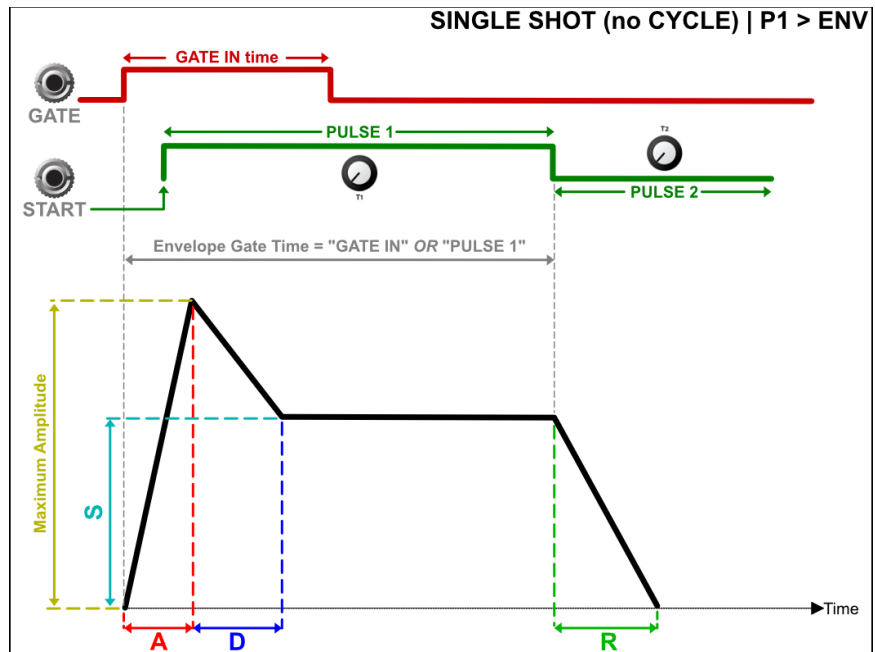 SINGLE SHOT (no CYCLE) | P1 > ENV
GATE IN time
GATE
PULSE 1
T2
T1
START
PULSE 2
Envelope Gate Time = "GATE IN" OR "PULSE 1"
Maximum Amplitude
S
Time
A
D
R